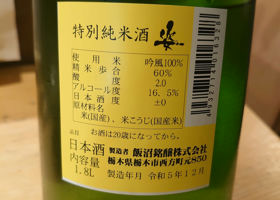 特別純米酒 姿
使用米 吟風100%
精米歩合 60%
酸度 2.0
アルコール度 16.5%
日本酒度 ±0
原材料名
米(国産)、米こうじ(国産米)
お酒は20歳になってから。
日本酒 製造者 飯沼銘醸株式会社
内容量 栃木県栃木市西方町元850
1.8L 製造年月 令和5年12月